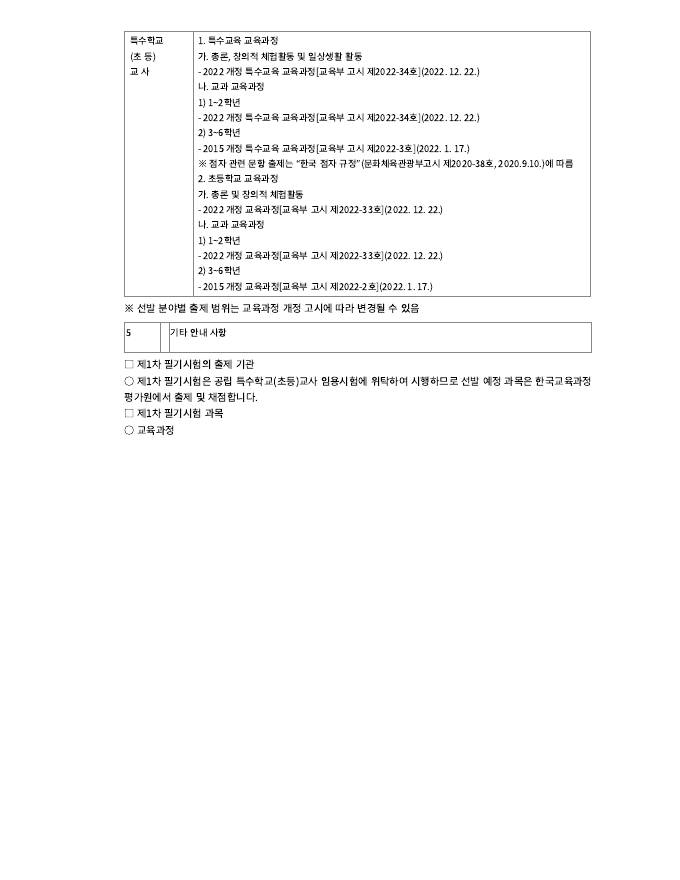 특수학교
(초 등)
교 사
1. 특수교육 교육과정
가. 총론, 창의적 체험활동 및 일상생활 활동
- 2022 개정 특수교육 교육과정[교육부 고시 제2022-34호](2022. 12. 22.)
나. 교과 교육과정
1) 1~2학년
- 2022 개정 특수교육 교육과정[교육부 고시 제2022-34호](2022. 12. 22.)
2) 3~6학년
- 2015 개정 특수교육 교육과정[교육부 고시 제2022-3호](2022. 1. 17.)
※ 점자 관련 문항 출제는 “한국 점자 규정”(문화체육관광부고시 제2020-38호, 2020.9.10.)에 따름
2. 초등학교 교육과정
가. 총론 및 창의적 체험활동
- 2022 개정 교육과정[교육부 고시 제2022-33호](2022. 12. 22.)
나. 교과 교육과정
1) 1~2학년
- 2022 개정 교육과정[교육부 고시 제2022-33호](2022. 12. 22.)
2) 3~6학년
- 2015 개정 교육과정[교육부 고시 제2022-2호](2022. 1. 17.)
※ 선발 분야별 출제 범위는 교육과정 개정 고시에 따라 변경될 수 있음
5 기타 안내 사항
□ 제1차 필기시험의 출제 기관
○ 제1차 필기시험은 공립 특수학교(초등)교사 임용시험에 위탁하여 시행하므로 선발 예정 과목은 한국교육과정
평가원에서 출제 및 채점합니다.
□ 제1차 필기시험 과목
○ 교육과정